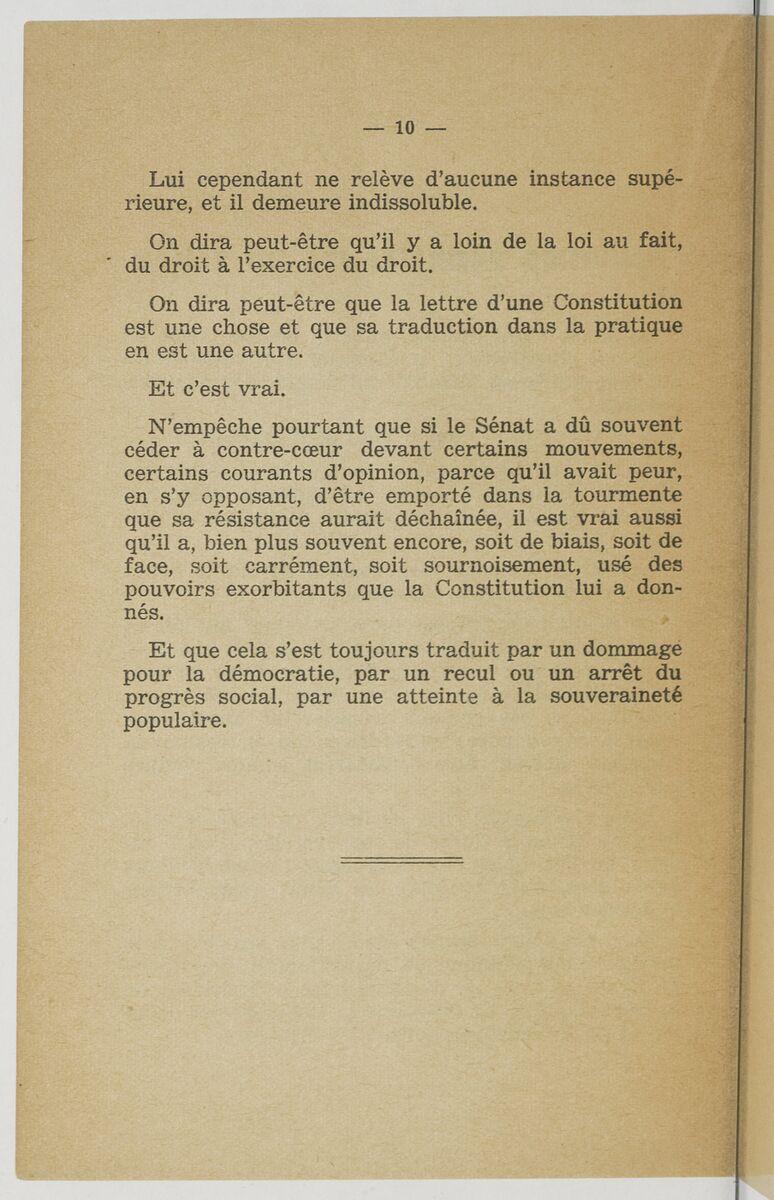 — 10 —
Lui cependant ne relève d'aucune instance supé-
rieure, et il demeure indissoluble.
On dira peut-être qu'il y a loin de la loi au fait,
du droit à l'exercice du droit.
On dira peut-être que la lettre d'une Constitution
est une chose et que sa traduction dans la pratique
en est une autre.
Et c'est vrai.
N'empêche pourtant que si le Sénat a dû souvent
céder à contre-cœur devant certains mouvements,
certains courants d'opinion, parce qu'il avait peur,
en s'y opposant, d'être emporté dans la tourmente
que sa résistance aurait déchaînée, il est vrai aussi
qu'il a, bien plus souvent encore, soit de biais, soit de
face, soit carrément, soit sournoisement, usé des
pouvoirs exorbitants que la Constitution lui a don-
nés.
Et que cela s'est toujours traduit par un dommage
pour la démocratie, par un recul ou un arrêt du
progrès social, par une atteinte à la souveraineté
populaire.